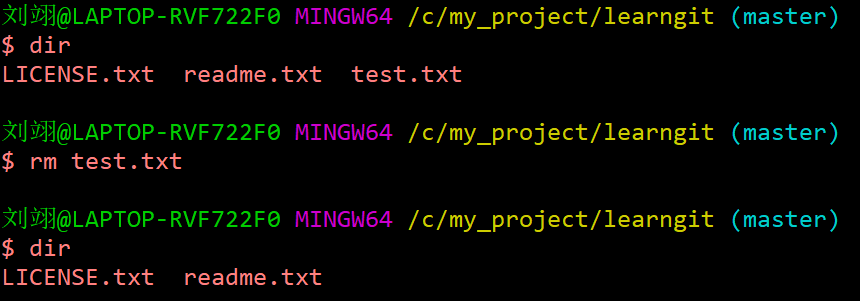 刘翊@LAPTOP-RVF722F0 MINGW64 /c/my_project/learngit (master)
$ dir
LICENSE.txt  readme.txt  test.txt
刘翊@LAPTOP-RVF722F0 MINGW64 /c/my_project/learngit (master)
$ rm test.txt
刘翊@LAPTOP-RVF722F0 MINGW64 /c/my_project/learngit (master)
$ dir
LICENSE.txt  readme.txt